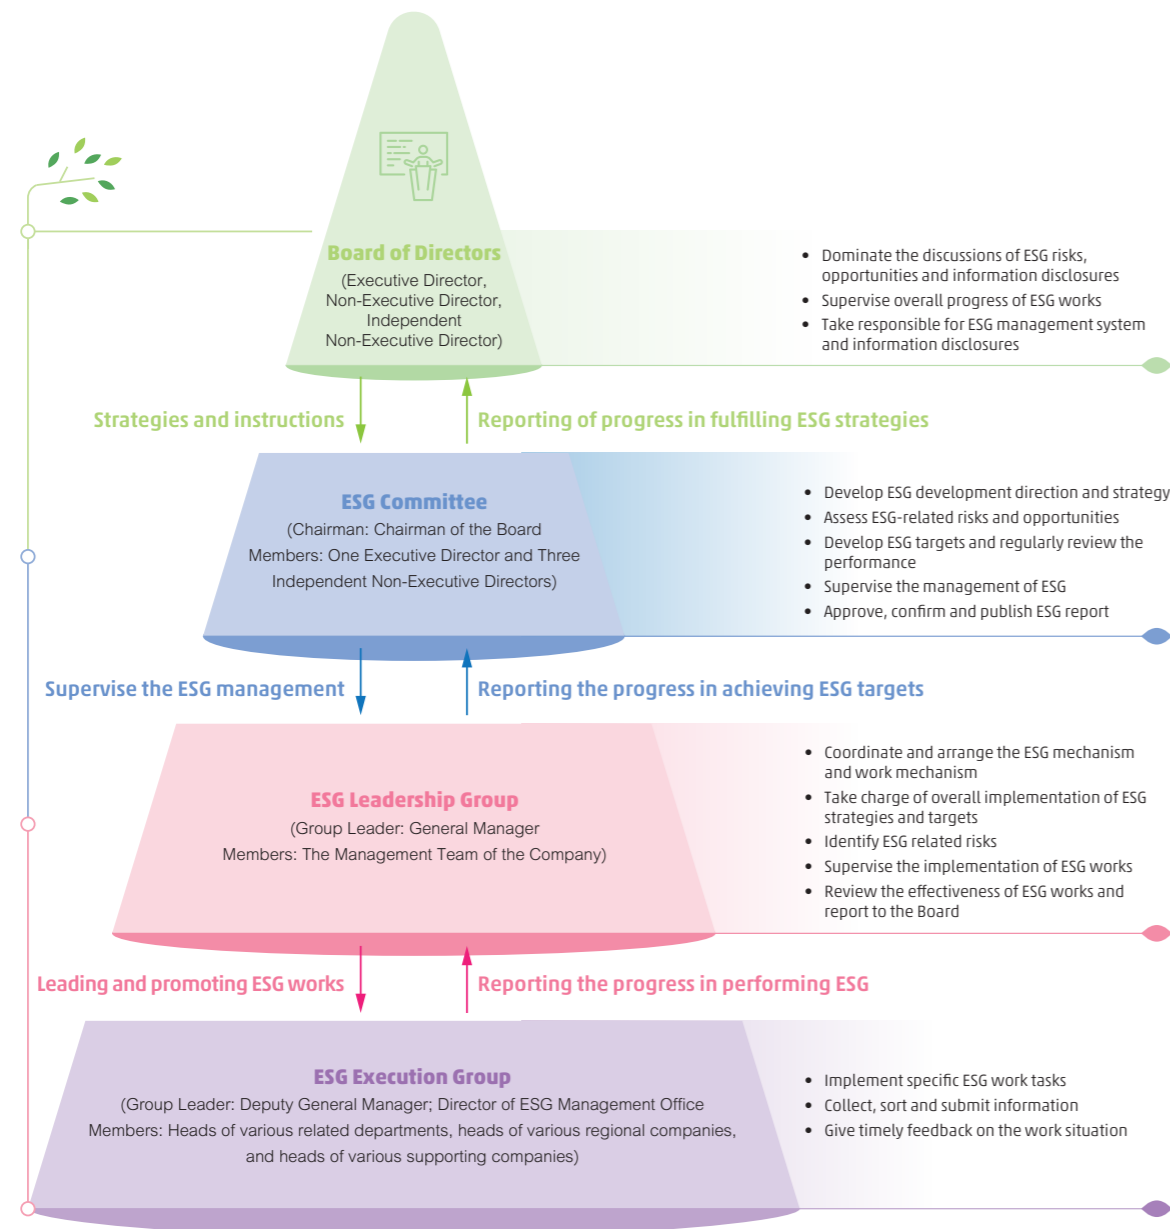 Board of Directors
(Executive Director,
Non-Executive Director,
Independent
Non-Executive Director)
• Dominate the discussions of ESG risks,
opportunities and information disclosures
• Supervise overall progress of ESG works
• Take responsible for ESG management system
and information disclosures
Strategies and instructions
Reporting of progress in fulfilling ESG strategies
ESG Committee
(Chairman: Chairman of the Board
Members: One Executive Director and Three
Independent Non-Executive Directors)
• Develop ESG development direction and strategy
• Assess ESG-related risks and opportunities
• Develop ESG targets and regularly review the
performance
• Supervise the management of ESG
• Approve, confirm and publish ESG report
Supervise the ESG management
Reporting the progress in achieving ESG targets
ESG Leadership Group
(Group Leader: General Manager
Members: The Management Team of the Company)
• Coordinate and arrange the ESG mechanism
and work mechanism
• Take charge of overall implementation of ESG
strategies and targets
• Identify ESG related risks
• Supervise the implementation of ESG works
• Review the effectiveness of ESG works and
report to the Board
Leading and promoting ESG works
Reporting the progress in performing ESG
ESG Execution Group
(Group Leader: Deputy General Manager; Director of ESG Management Office
Members: Heads of various related departments, heads of various regional companies,
and heads of various supporting companies)
• Implement specific ESG work tasks
• Collect, sort and submit information
• Give timely feedback on the work situation